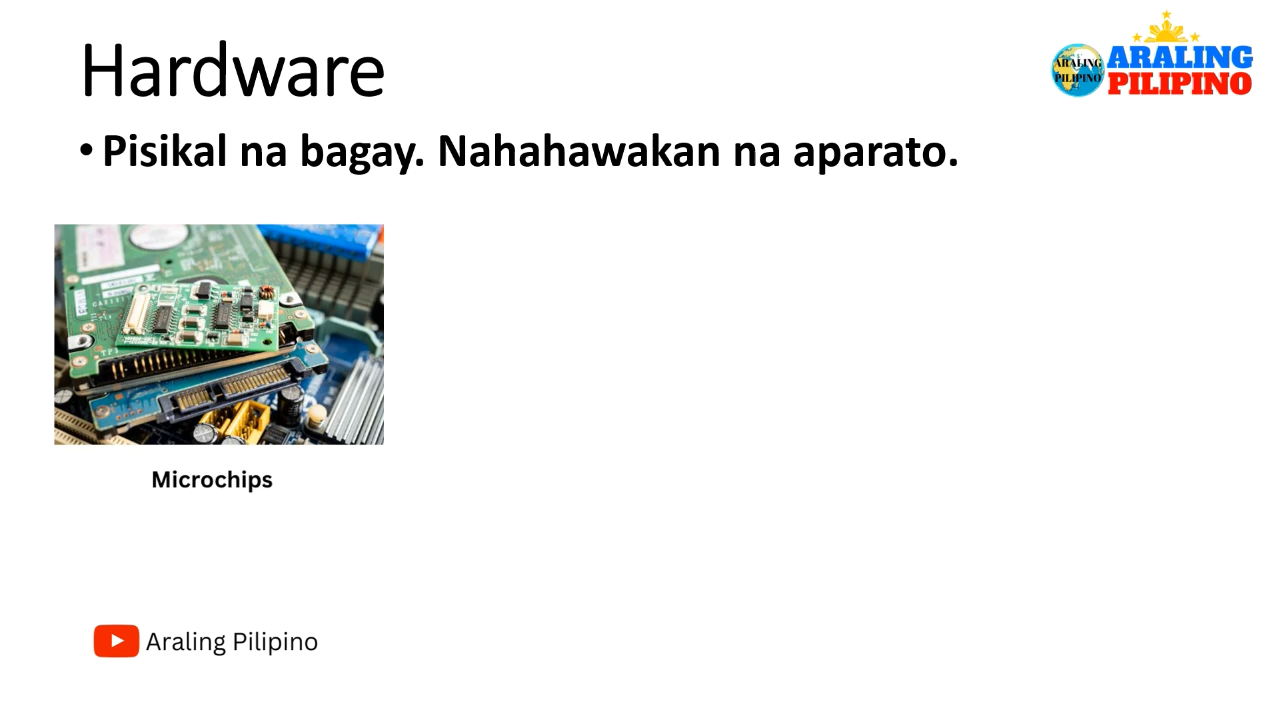 Hardware
ARALING
PILIPINO
ARALING
PILIPINO
• Pisikal na bagay. Nahahawakan na aparato.
Microchips
Araling Pilipino